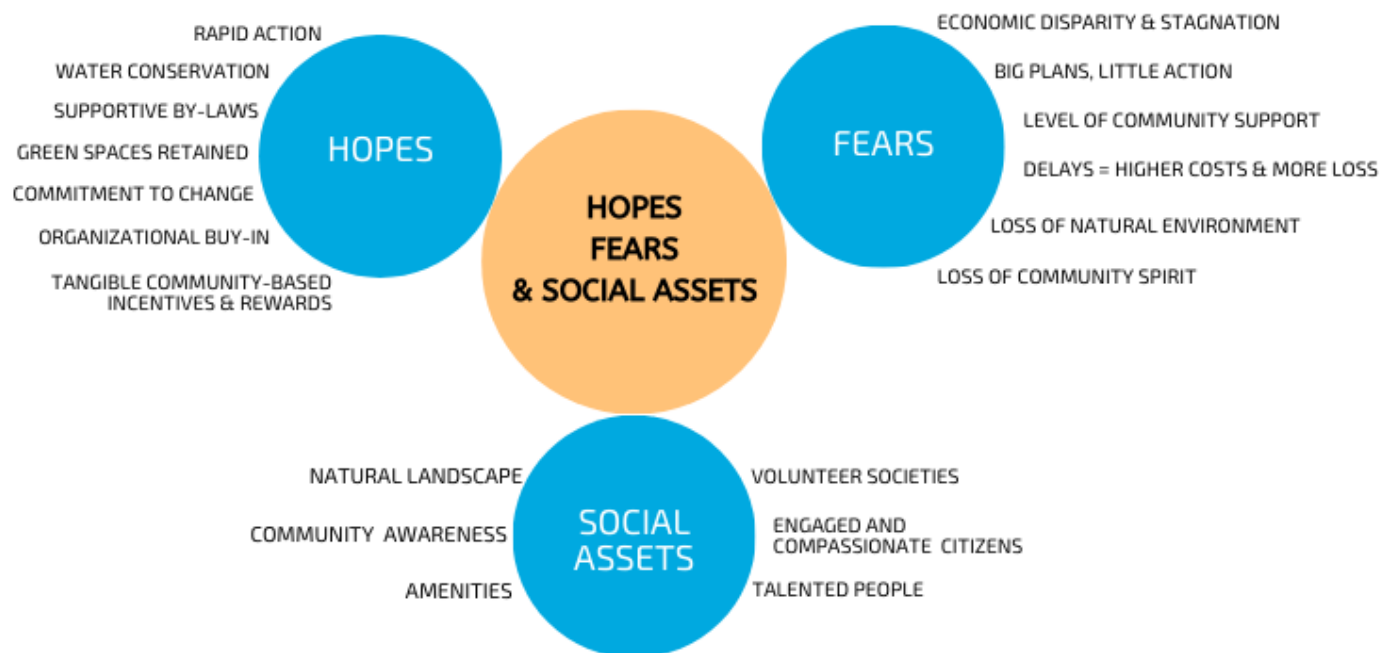 RAPID ACTION
WATER CONSERVATION
SUPPORTIVE BY-LAWS
GREEN SPACES RETAINED
COMMITMENT TO CHANGE
ORGANIZATIONAL BUY-IN
TANGIBLE COMMUNITY-BASED
INCENTIVES & REWARDS
HOPES
HOPES
FEARS
& SOCIAL ASSETS
FEARS
ECONOMIC DISPARITY & STAGNATION
BIG PLANS, LITTLE ACTION
LEVEL OF COMMUNITY SUPPORT
DELAYS = HIGHER COSTS & MORE LOSS
LOSS OF NATURAL ENVIRONMENT
LOSS OF COMMUNITY SPIRIT
NATURAL LANDSCAPE
COMMUNITY AWARENESS
AMENITIES
SOCIAL
ASSETS
VOLUNTEER SOCIETIES
ENGAGED AND
COMPASSIONATE CITIZENS
TALENTED PEOPLE